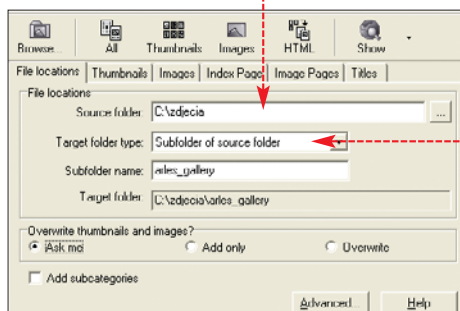 Browse... All Thumbnails Images HTML Show
File locations Thumbnails Images Index Page Image Pages Titles
File locations
Source folder: C:\zdjecia ...
Target folder type: Subfolder of source folder
Subfolder name: arles_gallery
Target folder: C:\zdjecia\arles_gallery
Overwrite thumbnails and images?
Ask me Add only Overwrite
Add subcategories
Advanced... Help